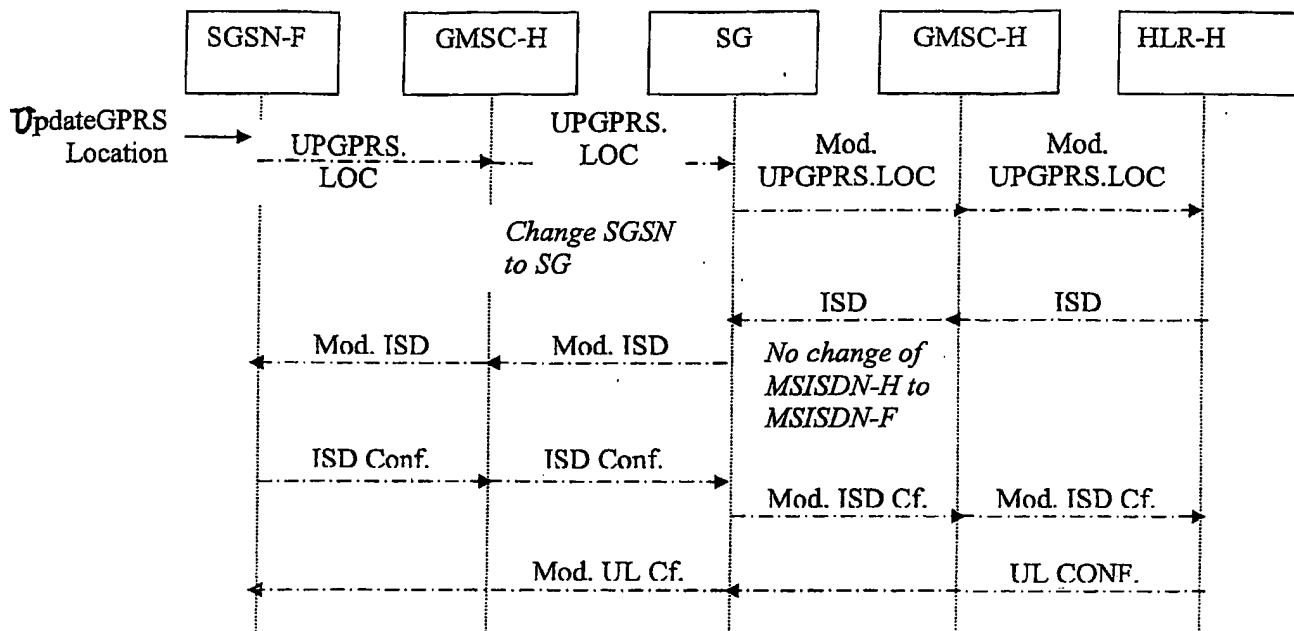 SGSN-F
GMSC-H
SG
GMSC-H
HLR-H
UpdateGPRS
Location
UPGPRS.
LOC
UPGPRS.
LOC
Mod.
UPGPRS.LOC
Mod.
UPGPRS.LOC
Change SGSN
to SG
ISD
ISD
Mod. ISD
Mod. ISD
No change of
MSISDN-H to
MSISDN-F
ISD Conf.
ISD Conf.
Mod. ISD Cf.
Mod. ISD Cf.
Mod. UL Cf.
UL CONF.